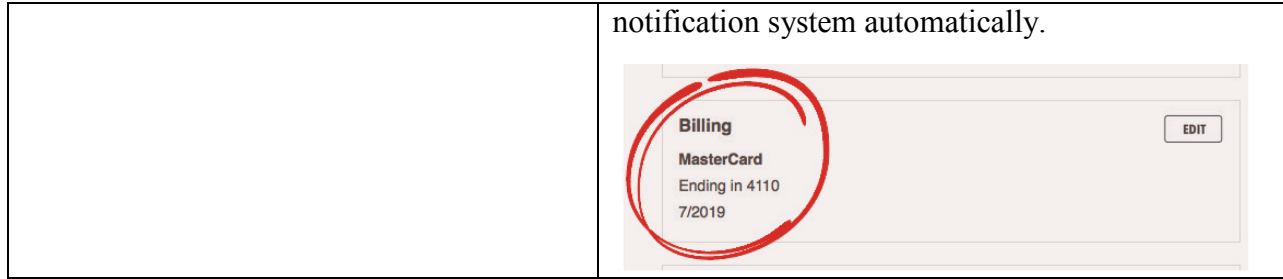 notification system automatically.
Billing
EDIT
MasterCard
Ending in 4110
7/2019